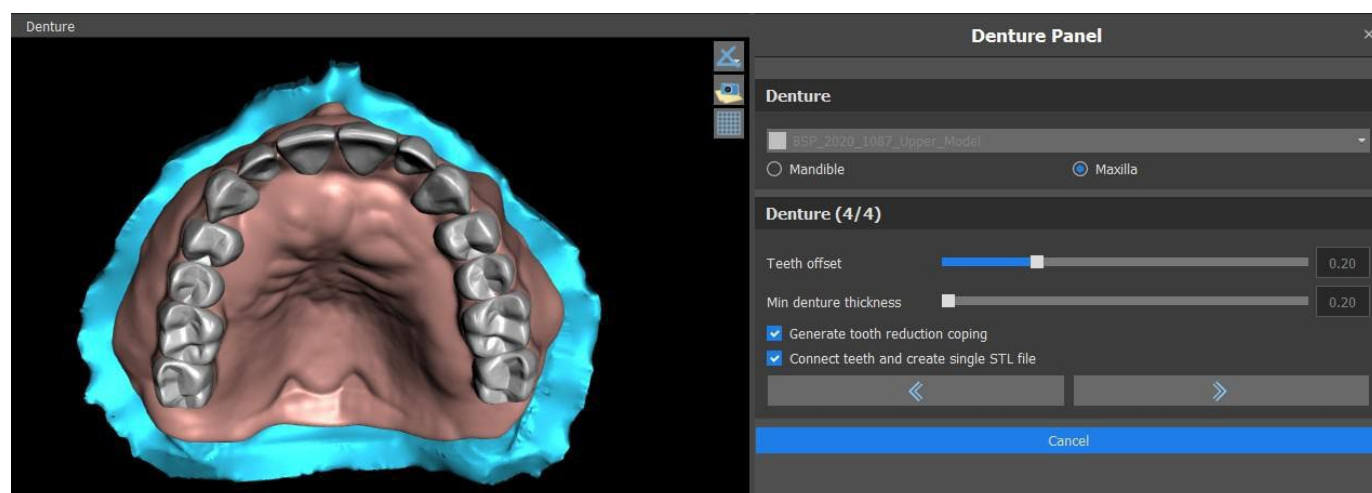 Denture
Denture Panel
×
Denture
BSP_2020_1087_Upper_Model
Mandible
Maxilla
Denture (4/4)
Teeth offset
0.20
Min denture thickness
0.20
Generate tooth reduction coping
Connect teeth and create single STL file
Cancel